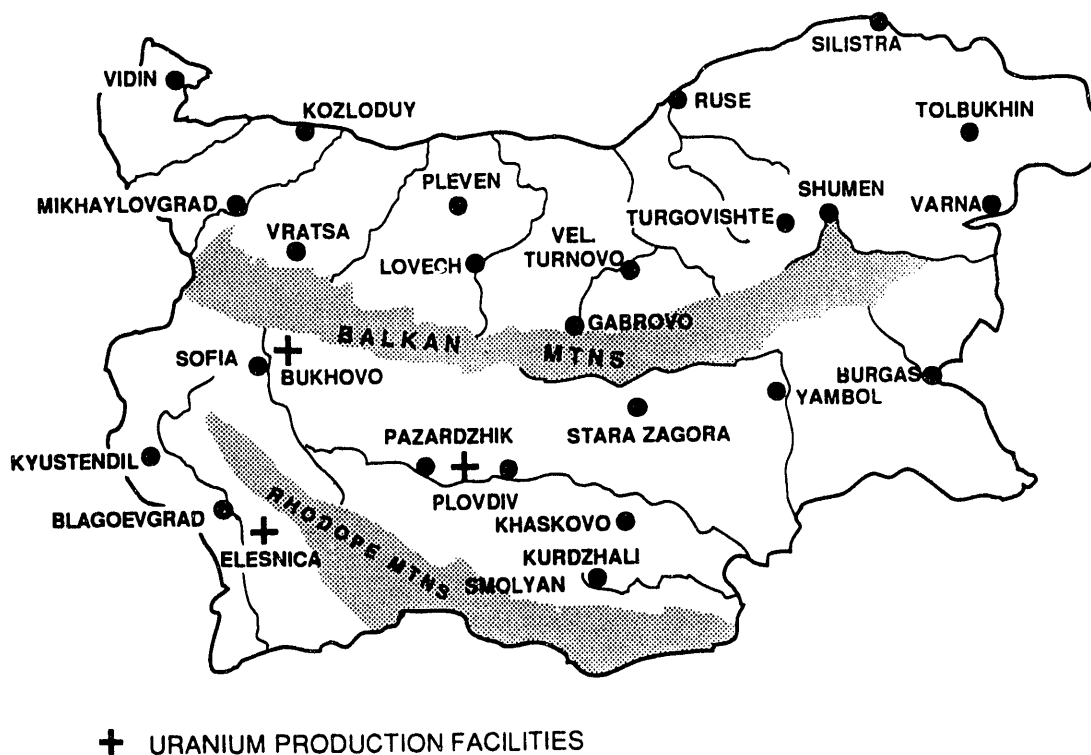 SILISTRA
VIDIN
RUSE
KOZLODUY
TOLBUKHIN
PLEVEN
SHUMEN
MIKHAYLOVGRAD
VARNA
TURGOVISHTE
VRATSA
VEL.
TURNOVO
LOVECH
GABROVO
BALKAN MTNS
SOFIA
BUKHOVO
BURGAS
YAMBOL
PAZARDZHIK
STARA ZAGORA
KYUSTENDIL
PLOVDIV
RHODOPE MTNS
BLAGOEVGRAD
KHASKOVO
ELESNICA
KURDZHALI
SMOLYAN
+ URANIUM PRODUCTION FACILITIES